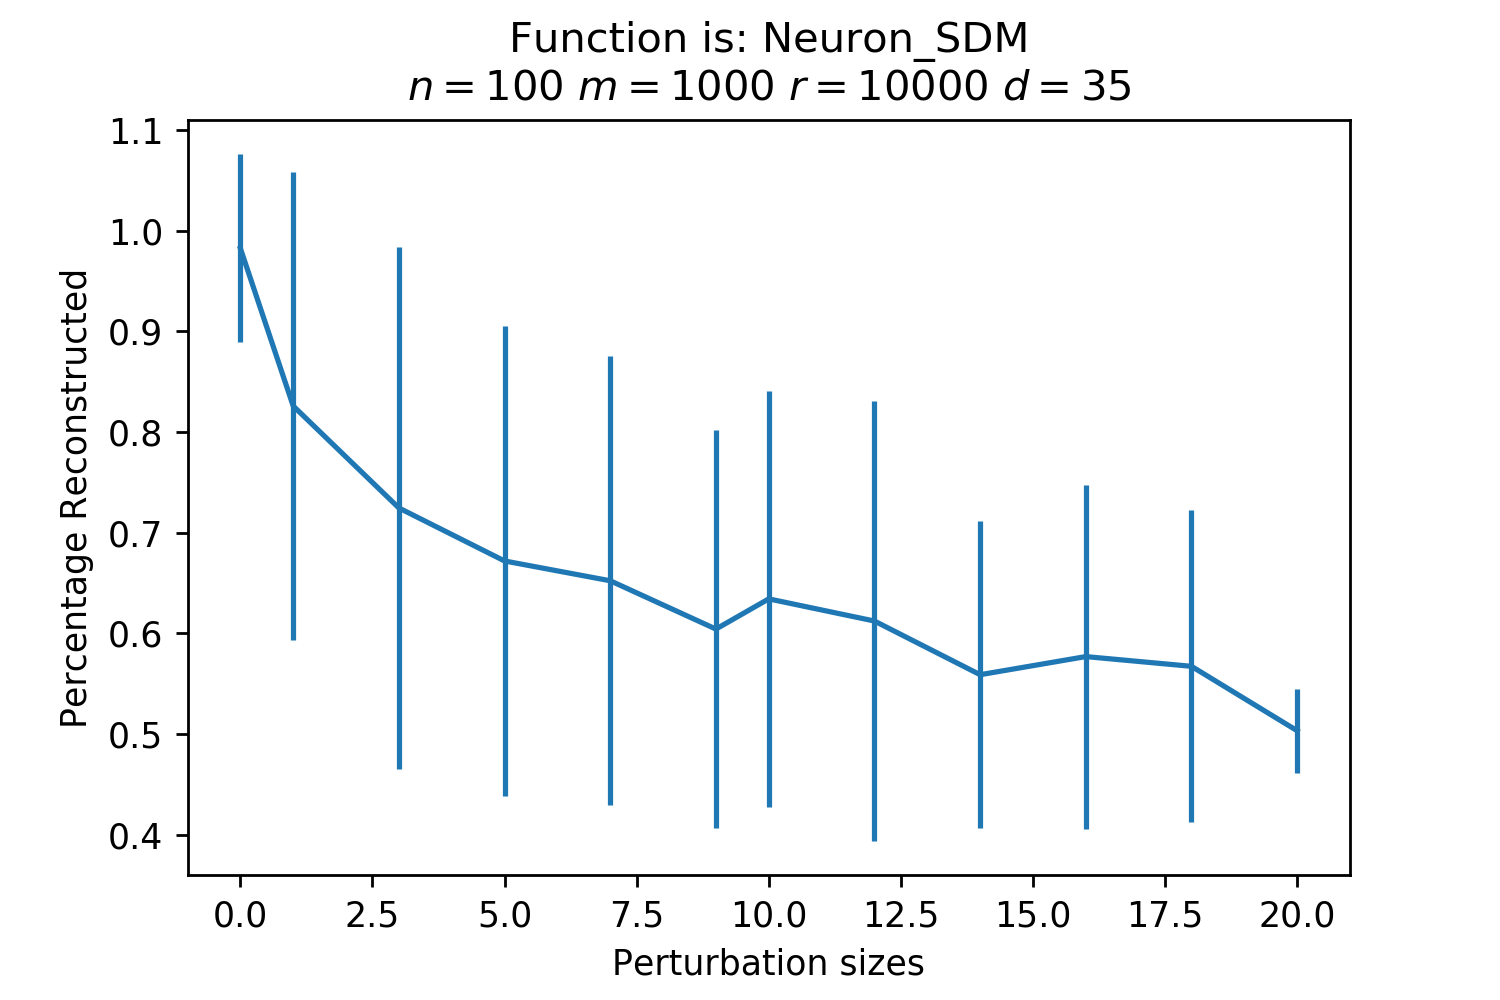 Function is: Neuron_SDM
n = 100 m = 1000 r = 10000 d = 35
1.1
1.0
0.9
0.8
0.7
0.6
0.5
0.4
Percentage Reconstructed
0.0 2.5 5.0 7.5 10.0 12.5 15.0 17.5 20.0
Perturbation sizes